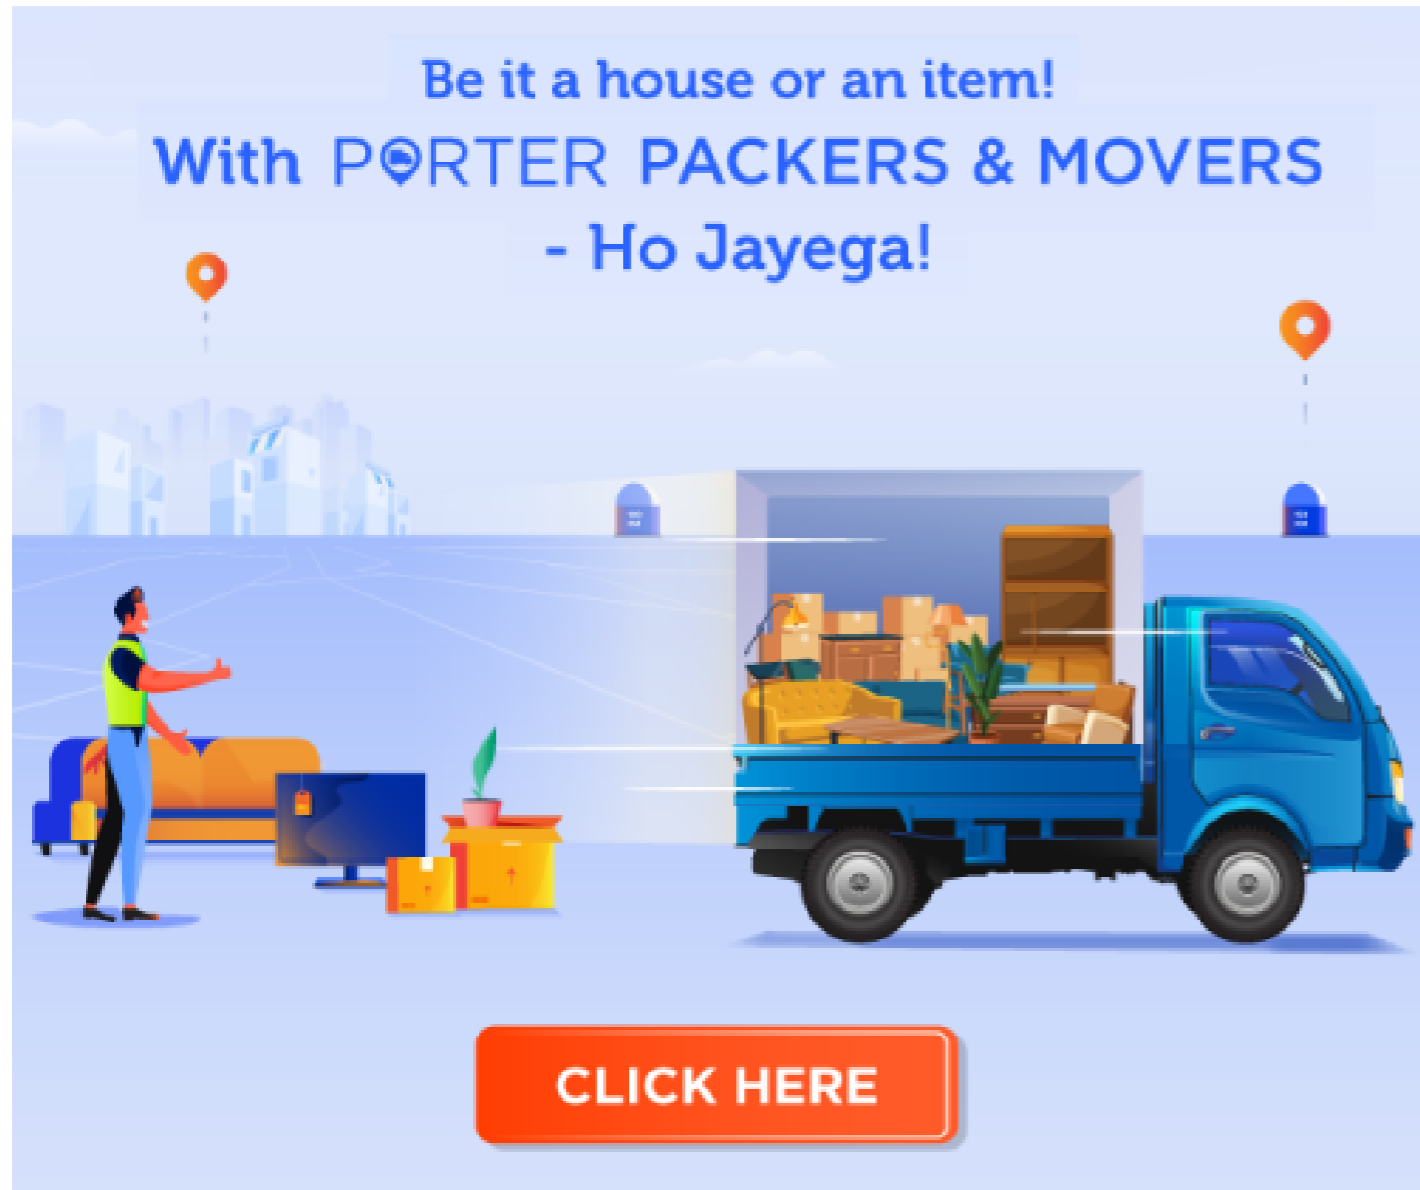 Be it a house or an item!
With PORTER PACKERS & MOVERS
- Ho Jayega!
CLICK HERE